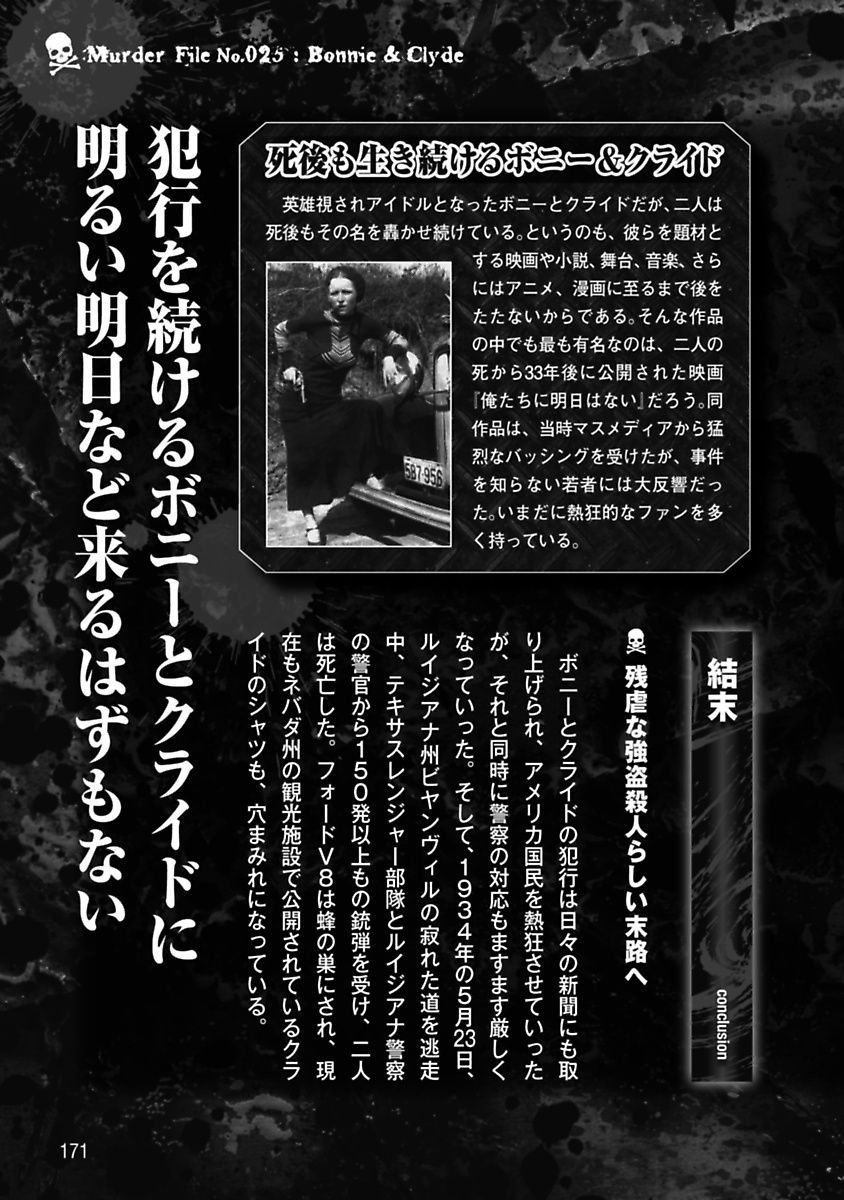 Murder File No.025 : Bonnie & Clyde
犯行を続けるボニーとクライドに
明るい明日など来るはずもない
死後も生き続けるボニー&クライド
英雄視されアイドルとなったボニーとクライドだが、二人は
死後もその名を轟かせ続けている。というのも、彼らを題材と
する映画や小説、舞台、音楽、さら
にはアニメ、漫画に至るまで後を
たたないからである。そんな作品
の中でも最も有名なのは、二人の
死から33年後に公開された映画
『俺たちに明日はない』だろう。同
作品は、当時マスメディアから猛
烈なバッシングを受けたが、事件
を知らない若者には大反響だっ
た。いまだに熱狂的なファンを多
く持っている。
587-956
結末
conclusion
残虐な強盗殺人らしい末路へ
ボニーとクライドの犯行は日々の新聞にも取
り上げられ、アメリカ国民を熱狂させていった
が、それと同時に警察の対応もますます厳しく
なっていった。そして、1934年の5月23日、
ルイジアナ州ビヤンヴィルの寂れた道を逃走
中、テキサスレンジャー部隊とルイジアナ警察
の警官から150発以上もの銃弾を受け、二人
は死亡した。フォードV8は蜂の巣にされ、現
在もネバダ州の観光施設で公開されているクラ
イドのシャツも、穴まみれになっている。
171